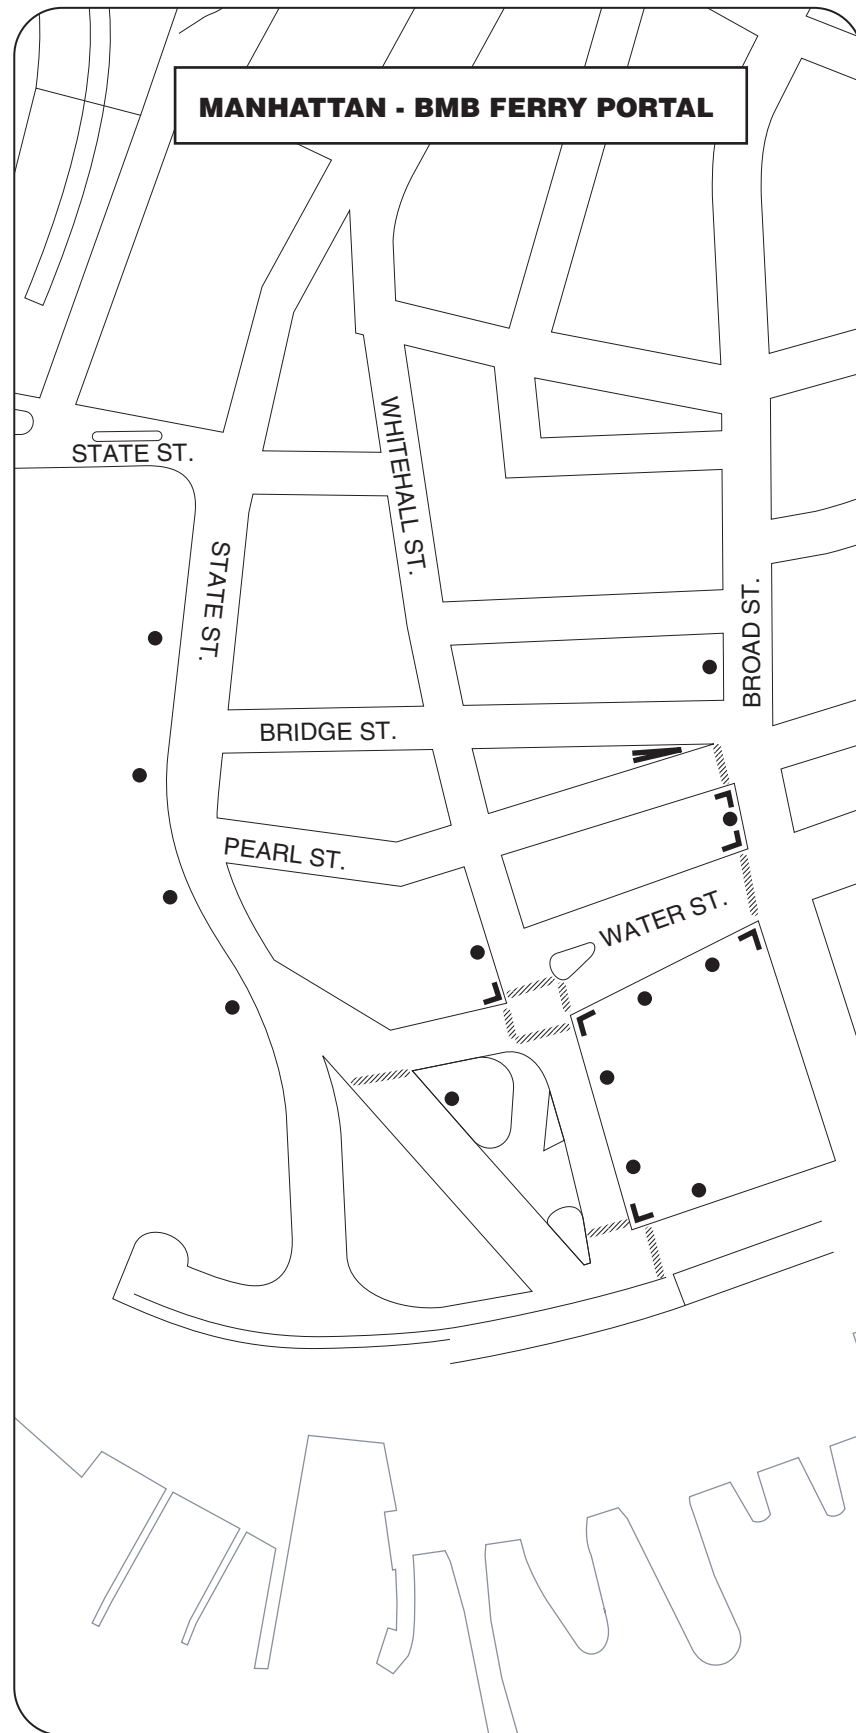 MANHATTAN - BMB FERRY PORTAL
STATE ST.
WHITEHALL ST.
STATE ST.
BROAD ST.
BRIDGE ST.
PEARL ST.
WATER ST.